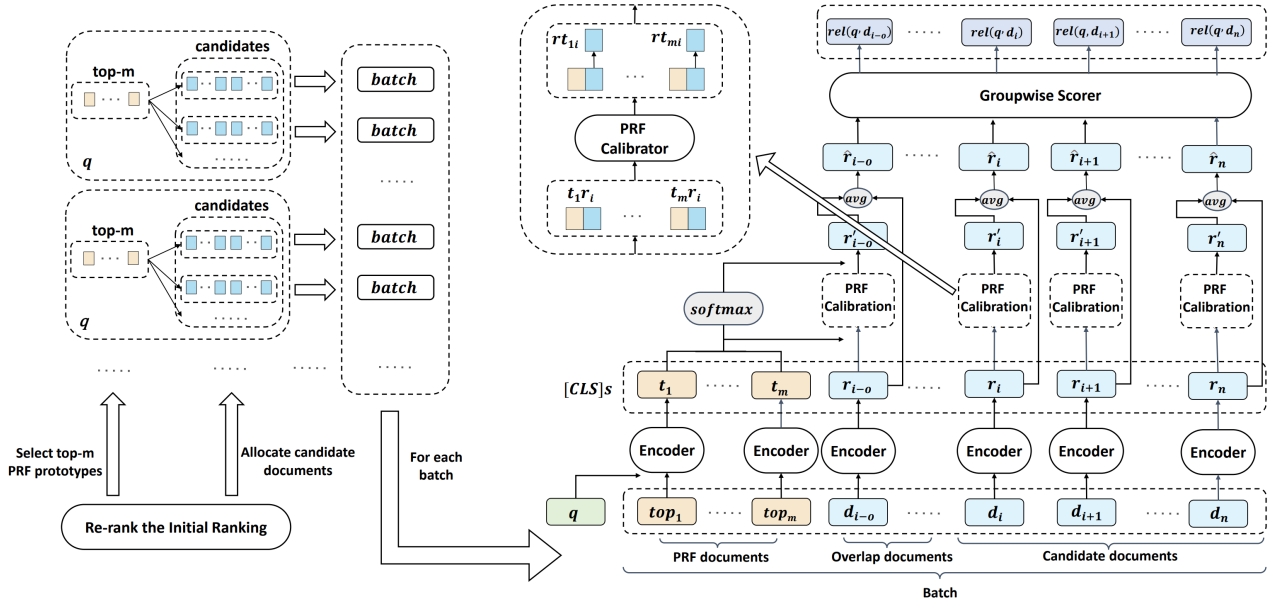 candidates
top-m
batch
batch
q
.....
candidates
top-m
batch
batch
q
.....
Select top-m
PRF prototypes
Allocate candidate
documents
Re-rank the Initial Ranking
For each
batch
rt₁ᵢ
rtₘᵢ
PRF
Calibrator
t₁rᵢ
tₘrᵢ
rel(q, dᵢ₋ₒ)
rel(q, dᵢ)
rel(q, dᵢ₊₁)
rel(q, dₙ)
Groupwise Scorer
r̂ᵢ₋ₒ
r̂ᵢ
r̂ᵢ₊₁
r̂ₙ
avg
avg
avg
avg
r′ᵢ₋ₒ
r′ᵢ
r′ᵢ₊₁
r′ₙ
softmax
PRF
Calibration
PRF
Calibration
PRF
Calibration
PRF
Calibration
[CLS]s
t₁
tₘ
rᵢ₋ₒ
rᵢ
rᵢ₊₁
rₙ
Encoder
Encoder
Encoder
Encoder
Encoder
Encoder
q
top₁
topₘ
dᵢ₋ₒ
dᵢ
dᵢ₊₁
dₙ
PRF documents
Overlap documents
Candidate documents
Batch